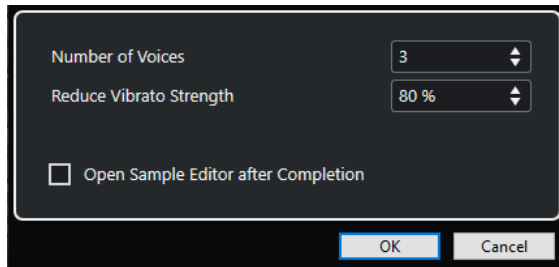 Number of Voices 3
Reduce Vibrato Strength 80 %
Open Sample Editor after Completion
OK Cancel